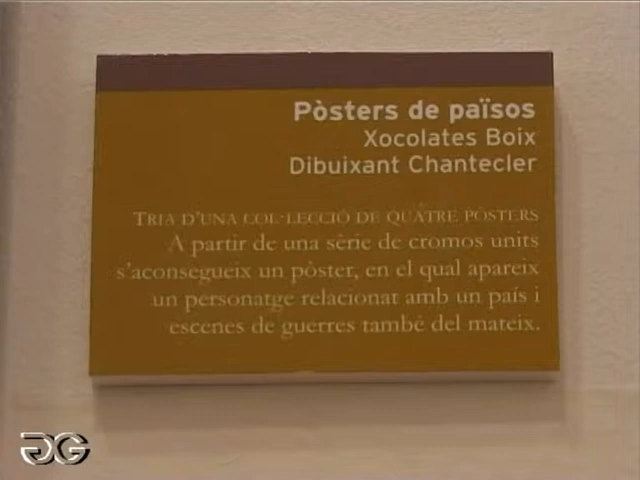 Pòsters de països
Xocolates Boix
Dibuixant Chantecler
TRIA D'UNA COL·LECCIÓ DE QUATRE PÒSTERS
A partir de una sèrie de cromos units
s'aconsegueix un pòster, en el qual apareix
un personatge relacionat amb un país i
escenes de guerres també del mateix.
GG